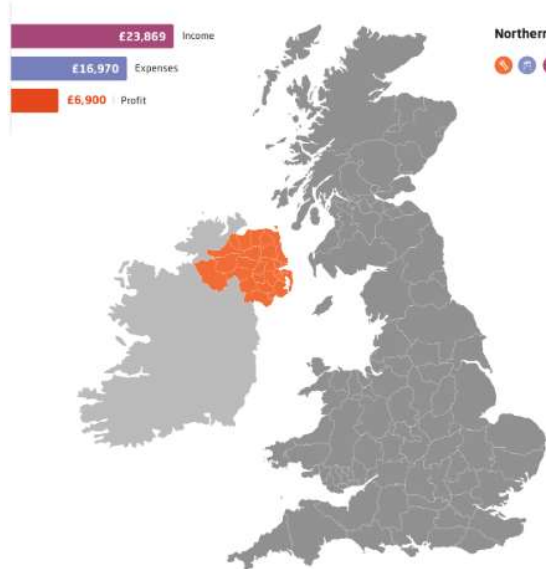 £23,869 Income
£16,970 Expenses
£6,900 Profit
Northern